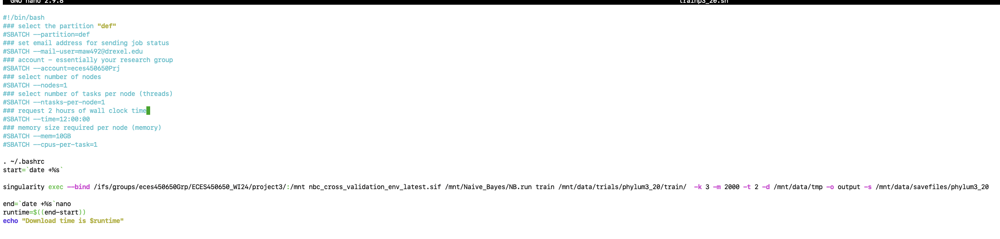 GNU nano 2.9.8 trainp3_20.sh
#!/bin/bash
### select the partition "def"
#SBATCH --partition=def
### set email address for sending job status
#SBATCH --mail-user=maw492@drexel.edu
### account - essentially your research group
#SBATCH --account=eces450650Prj
### select number of nodes
#SBATCH --nodes=1
### select number of tasks per node (threads)
#SBATCH --ntasks-per-node=1
### request 2 hours of wall clock time
#SBATCH --time=12:00:00
### memory size required per node (memory)
#SBATCH --mem=10GB
#SBATCH --cpus-per-task=1
. ~/.bashrc
start=`date +%s`
singularity exec --bind /ifs/groups/eces450650Grp/ECES450650_WI24/project3/:/mnt nbc_cross_validation_env_latest.sif /mnt/Naive_Bayes/NB.run train /mnt/data/trials/phylum3_20/train/  -k 3 -m 2000 -t 2 -d /mnt/data/tmp -o output -s /mnt/data/savefiles/phylum3_20
end=`date +%s`nano
runtime=$((end-start))
echo "Download time is $runtime"